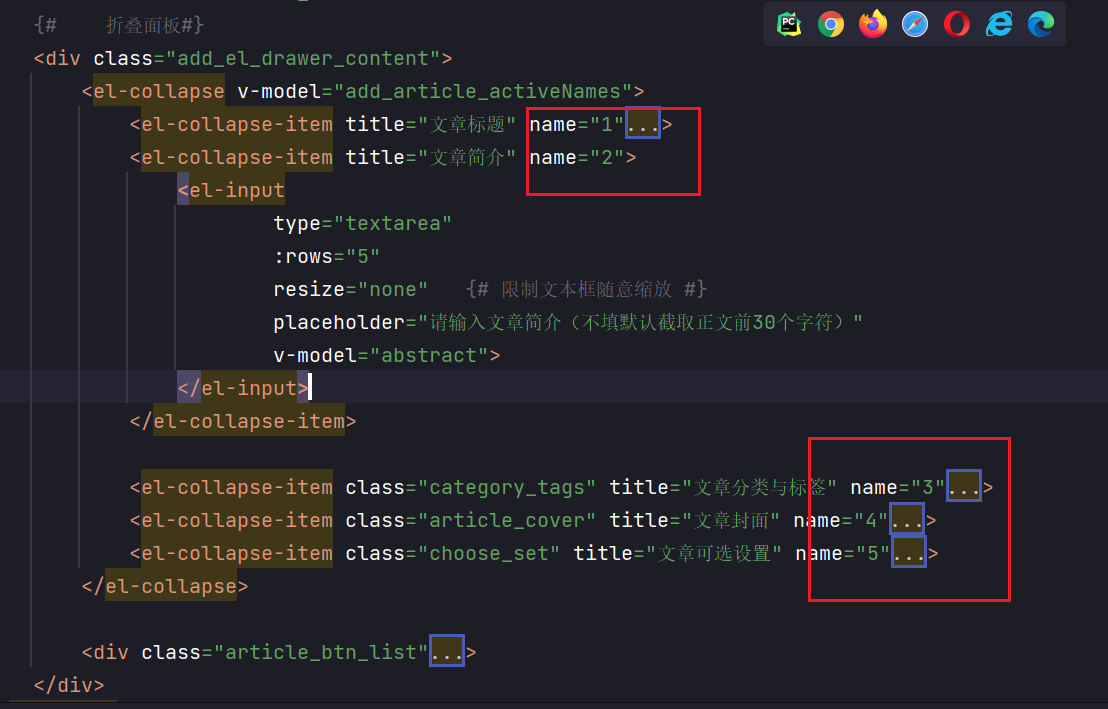 {#    折叠面板#}
<div class="add_el_drawer_content">
<el-collapse v-model="add_article_activeNames">
<el-collapse-item title="文章标题" name="1"...>
<el-collapse-item title="文章简介" name="2">
<el-input
type="textarea"
:rows="5"
resize="none"   {# 限制文本框随意缩放 #}
placeholder="请输入文章简介（不填默认截取正文前30个字符）"
v-model="abstract">
</el-input>
</el-collapse-item>
<el-collapse-item class="category_tags" title="文章分类与标签" name="3"...>
<el-collapse-item class="article_cover" title="文章封面" name="4"...>
<el-collapse-item class="choose_set" title="文章可选设置" name="5"...>
</el-collapse>
<div class="article_btn_list"...>
</div>
PC